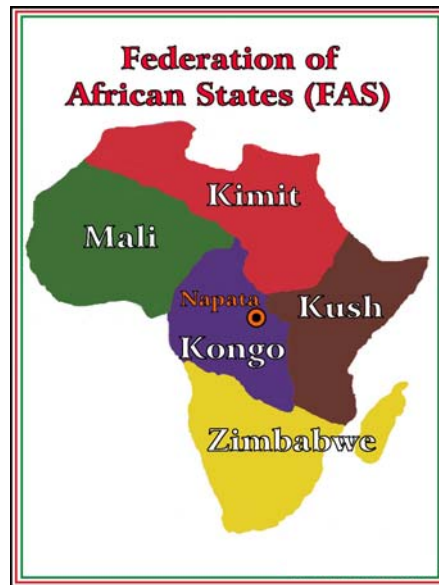 Federation of
African States (FAS)
Kimit
Mali
Napata
Kush
Kongo
Zimbabwe